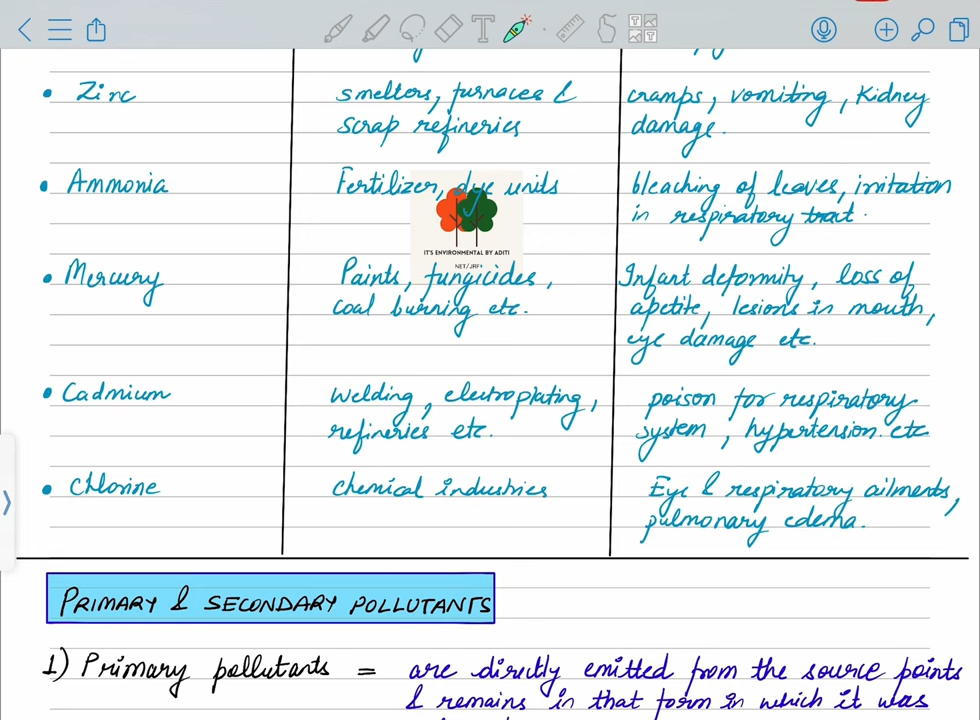 • Zinc
smelters, furnaces &
scrap refineries
cramps, vomiting, Kidney
damage.
• Ammonia
Fertilizer, dye units
bleaching of leaves, irritation
in respiratory trat.
• Mercury
Paints, fungicides,
coal burning etc.
Infant deformity, loss of
apetite, lesions in mouth,
eye damage etc.
• Cadmium
welding, electroplating,
refineries etc.
poison for respiratory
system, hypertension. etc
• Chlorine
chemical industries
Eye & respiratory ailments,
pulmonary edema.
IT'S ENVIRONMENTAL BY ADITI
NET/JRF+
PRIMARY & SECONDARY POLLUTANTS
1) Primary pollutants = are directly emitted from the source points
& remains in that form in which it was